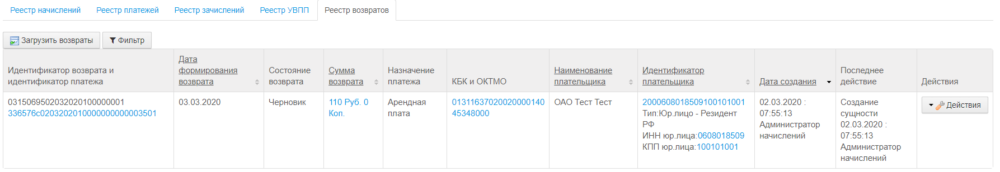 Реестр начислений Реестр платежей Реестр зачислений Реестр УВПП Реестр возвратов
Загрузить возвраты Фильтр
Идентификатор возврата и
идентификатор платежа
Дата
формирования
возврата
Состояние
возврата
Сумма
возврата
Назначение
платежа
КБК и ОКТМО
Наименование
плательщика
Идентификатор
плательщика
Дата создания
Последнее
действие
Действия
0315069502032020100000001
336576c0203202010000000000003501
03.03.2020
Черновик
110 Руб. 0
Коп.
Арендная
плата
01311637020020000140
45348000
ОАО Тест Тест
2000608018509100101001
Тип:Юр.лицо - Резидент
РФ
ИНН юр.лица:0608018509
КПП юр.лица:100101001
02.03.2020 :
07:55:13
Администратор
начислений
Создание
сущности
02.03.2020 :
07:55:13
Администратор
начислений
Действия